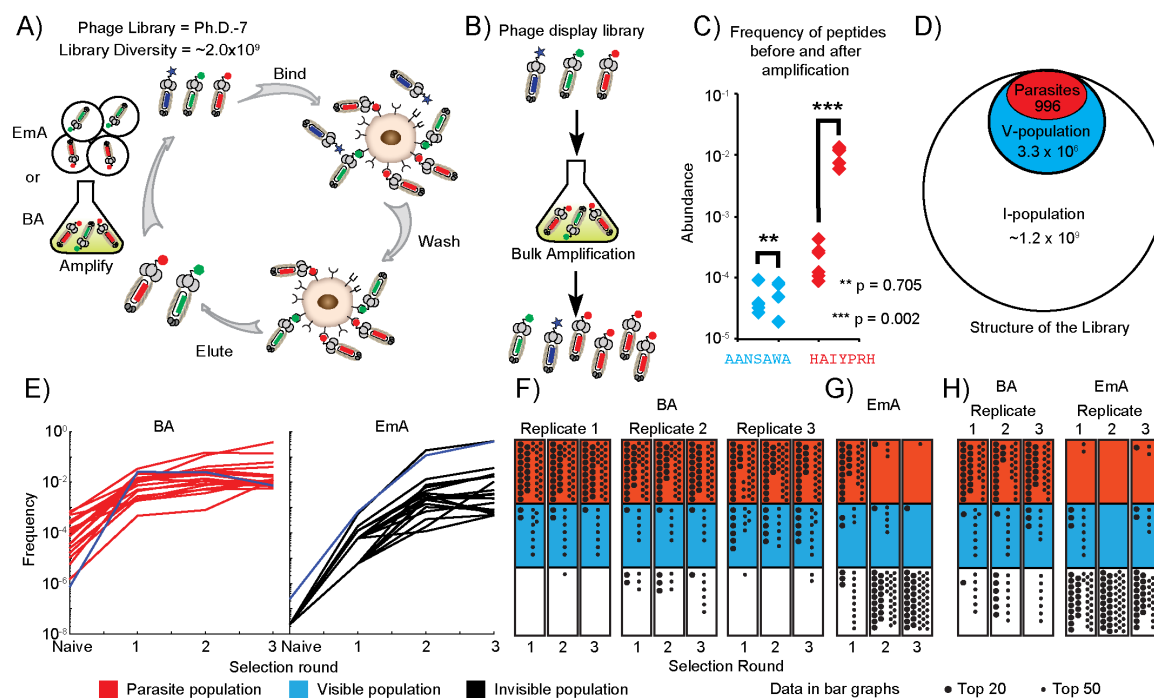 A)
Phage Library = Ph.D.-7
Library Diversity = ~2.0x10⁹
Bind
EmA
or
BA
Amplify
Wash
Elute
B)
Phage display library
Bulk Amplification
C)
Frequency of peptides
before and after
amplification
Abundance
10⁻¹
10⁻²
10⁻³
10⁻⁴
10⁻⁵
***
**
** p = 0.705
*** p = 0.002
AANSAWA
HAIYPRH
D)
Parasites
996
V-population
3.3 x 10⁶
I-population
~1.2 x 10⁹
Structure of the Library
E)
BA
EmA
Frequency
10⁰
10⁻²
10⁻⁴
10⁻⁶
10⁻⁸
Naive 1 2 3
Naive 1 2 3
Selection round
F)
BA
Replicate 1 Replicate 2 Replicate 3
1 2 3 1 2 3 1 2 3
Selection Round
G)
EmA
1 2 3
H)
BA
Replicate
1 2 3
EmA
Replicate
1 2 3
Parasite population
Visible population
Invisible population
Data in bar graphs
Top 20
Top 50